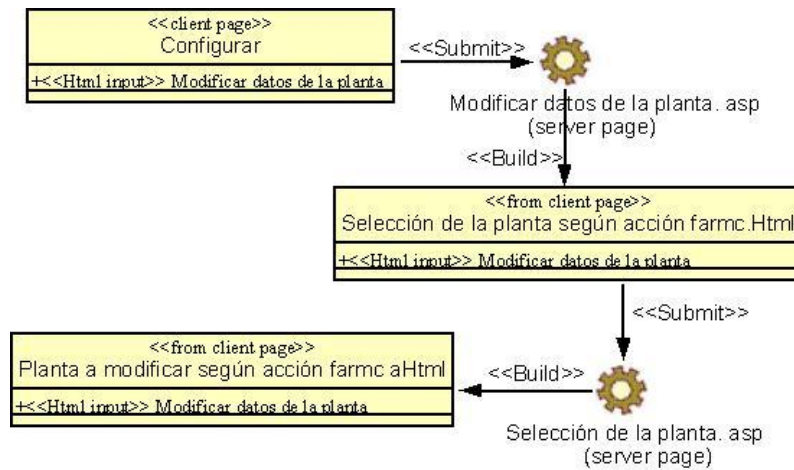 <<client page>>
Configurar
<<Submit>>
+<<Html input>> Modificar datos de la planta
Modificar datos de la planta. asp
(server page)
<<Build>>
<<from client page>>
Selección de la planta según acción farmc.Html
+<<Html input>> Modificar datos de la planta
<<Submit>>
<<from client page>>
Planta a modificar según acción farmc aHtml
<<Build>>
+<<Html input>> Modificar datos de la planta
Selección de la planta. asp
(server page)